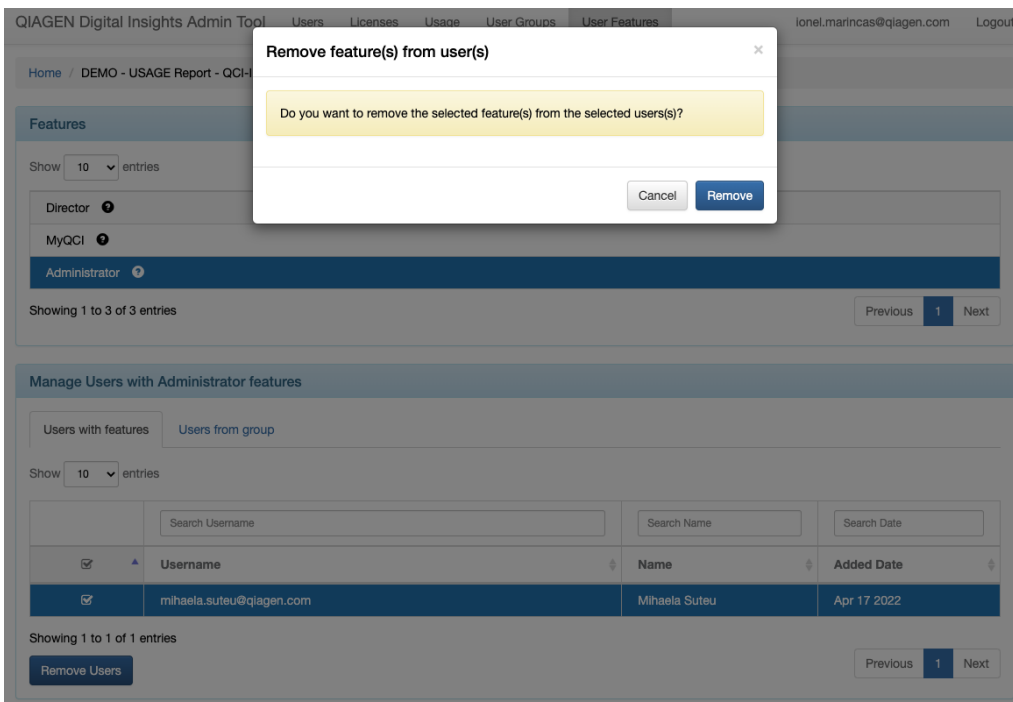 QIAGEN Digital Insights Admin Tool Users Licenses Usage User Groups User Features ionel.marincas@qiagen.com Logout
Remove feature(s) from user(s) ×
Home / DEMO - USAGE Report - QCI-I
Do you want to remove the selected feature(s) from the selected users(s)?
Features
Show 10 entries
Cancel Remove
Director
MyQCI
Administrator
Showing 1 to 3 of 3 entries
Previous 1 Next
Manage Users with Administrator features
Users with features Users from group
Show 10 entries
Search Username Search Name Search Date
Username Name Added Date
mihaela.suteu@qiagen.com Mihaela Suteu Apr 17 2022
Showing 1 to 1 of 1 entries
Remove Users
Previous 1 Next